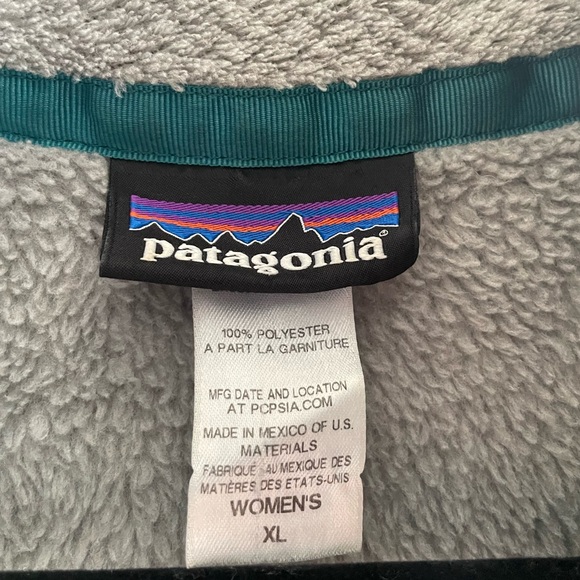 patagonia®
100% POLYESTER
A PART LA GARNITURE
MFG DATE AND LOCATION
AT PCPSIA.COM
MADE IN MEXICO OF U.S.
MATERIALS
FABRIQUÉ AU MEXIQUE DES
MATIÈRES DES ETATS-UNIS
WOMEN'S
XL